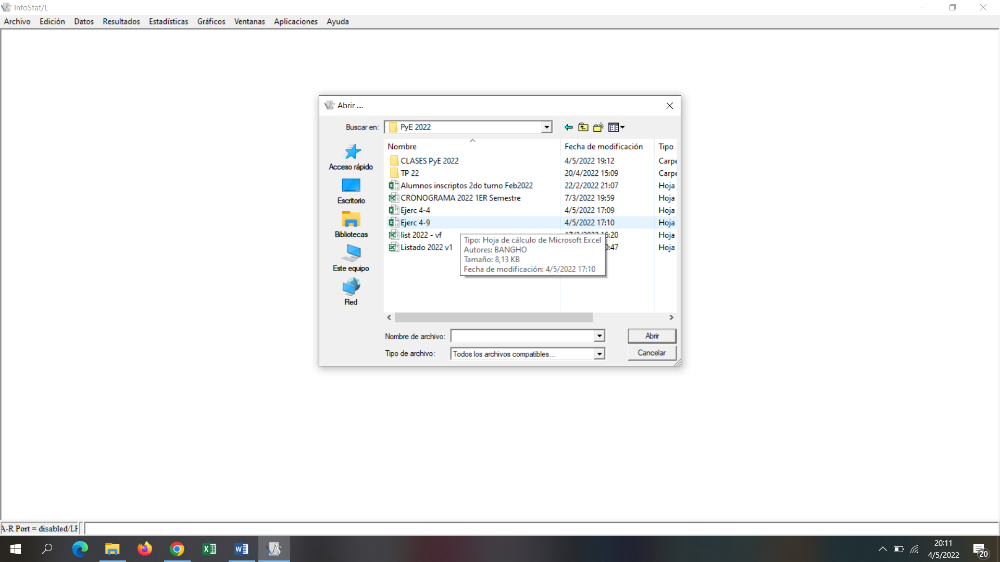 InfoStat/L
Archivo Edición Datos Resultados Estadísticas Gráficos Ventanas Aplicaciones Ayuda
Abrir ....
Buscar en: PyE 2022
Nombre Fecha de modificación Tipo
CLASES PyE 2022 4/5/2022 19:12 Carpe
TP 22 20/4/2022 15:09 Carpe
Alumnos inscriptos 2do turno Feb2022 22/2/2022 21:07 Hoja
CRONOGRAMA 2022 1ER Semestre 7/3/2022 19:59 Hoja
Ejerc 4-4 4/5/2022 17:09 Hoja
Ejerc 4-9 4/5/2022 17:10 Hoja
list 2022 - vf 6:20 Hoja
Listado 2022 v1 :47 Hoja
Tipo: Hoja de cálculo de Microsoft Excel
Autores: BANGHO
Tamaño: 8,13 KB
Fecha de modificación: 4/5/2022 17:10
Acceso rápido
Escritorio
Bibliotecas
Este equipo
Red
Nombre de archivo: Abrir
Tipo de archivo: Todos los archivos compatibles... Cancelar
A-R Port = disabled/LE
20:11
4/5/2022
20